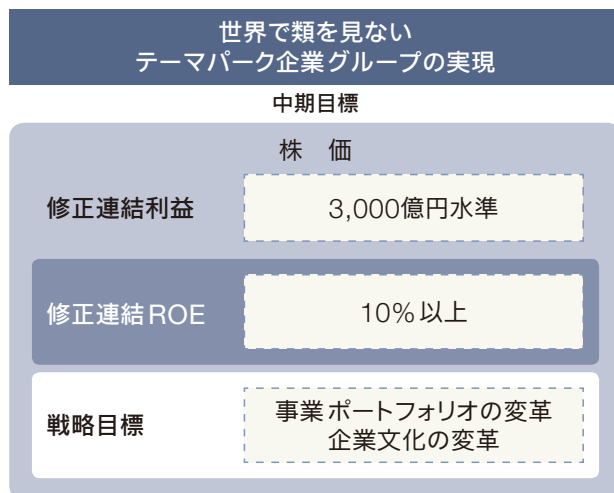 世界で類を見ない
テーマパーク企業グループの実現
中期目標
株 価
修正連結利益
3,000億円水準
修正連結ROE
10%以上
戦略目標
事業ポートフォリオの変革
企業文化の変革